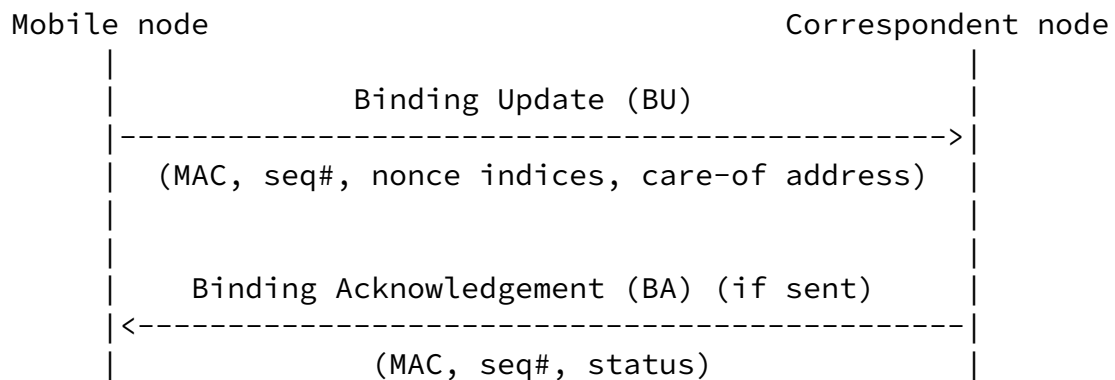 Mobile node Correspondent node
Binding Update (BU)
(MAC, seq#, nonce indices, care-of address)
Binding Acknowledgement (BA) (if sent)
(MAC, seq#, status)